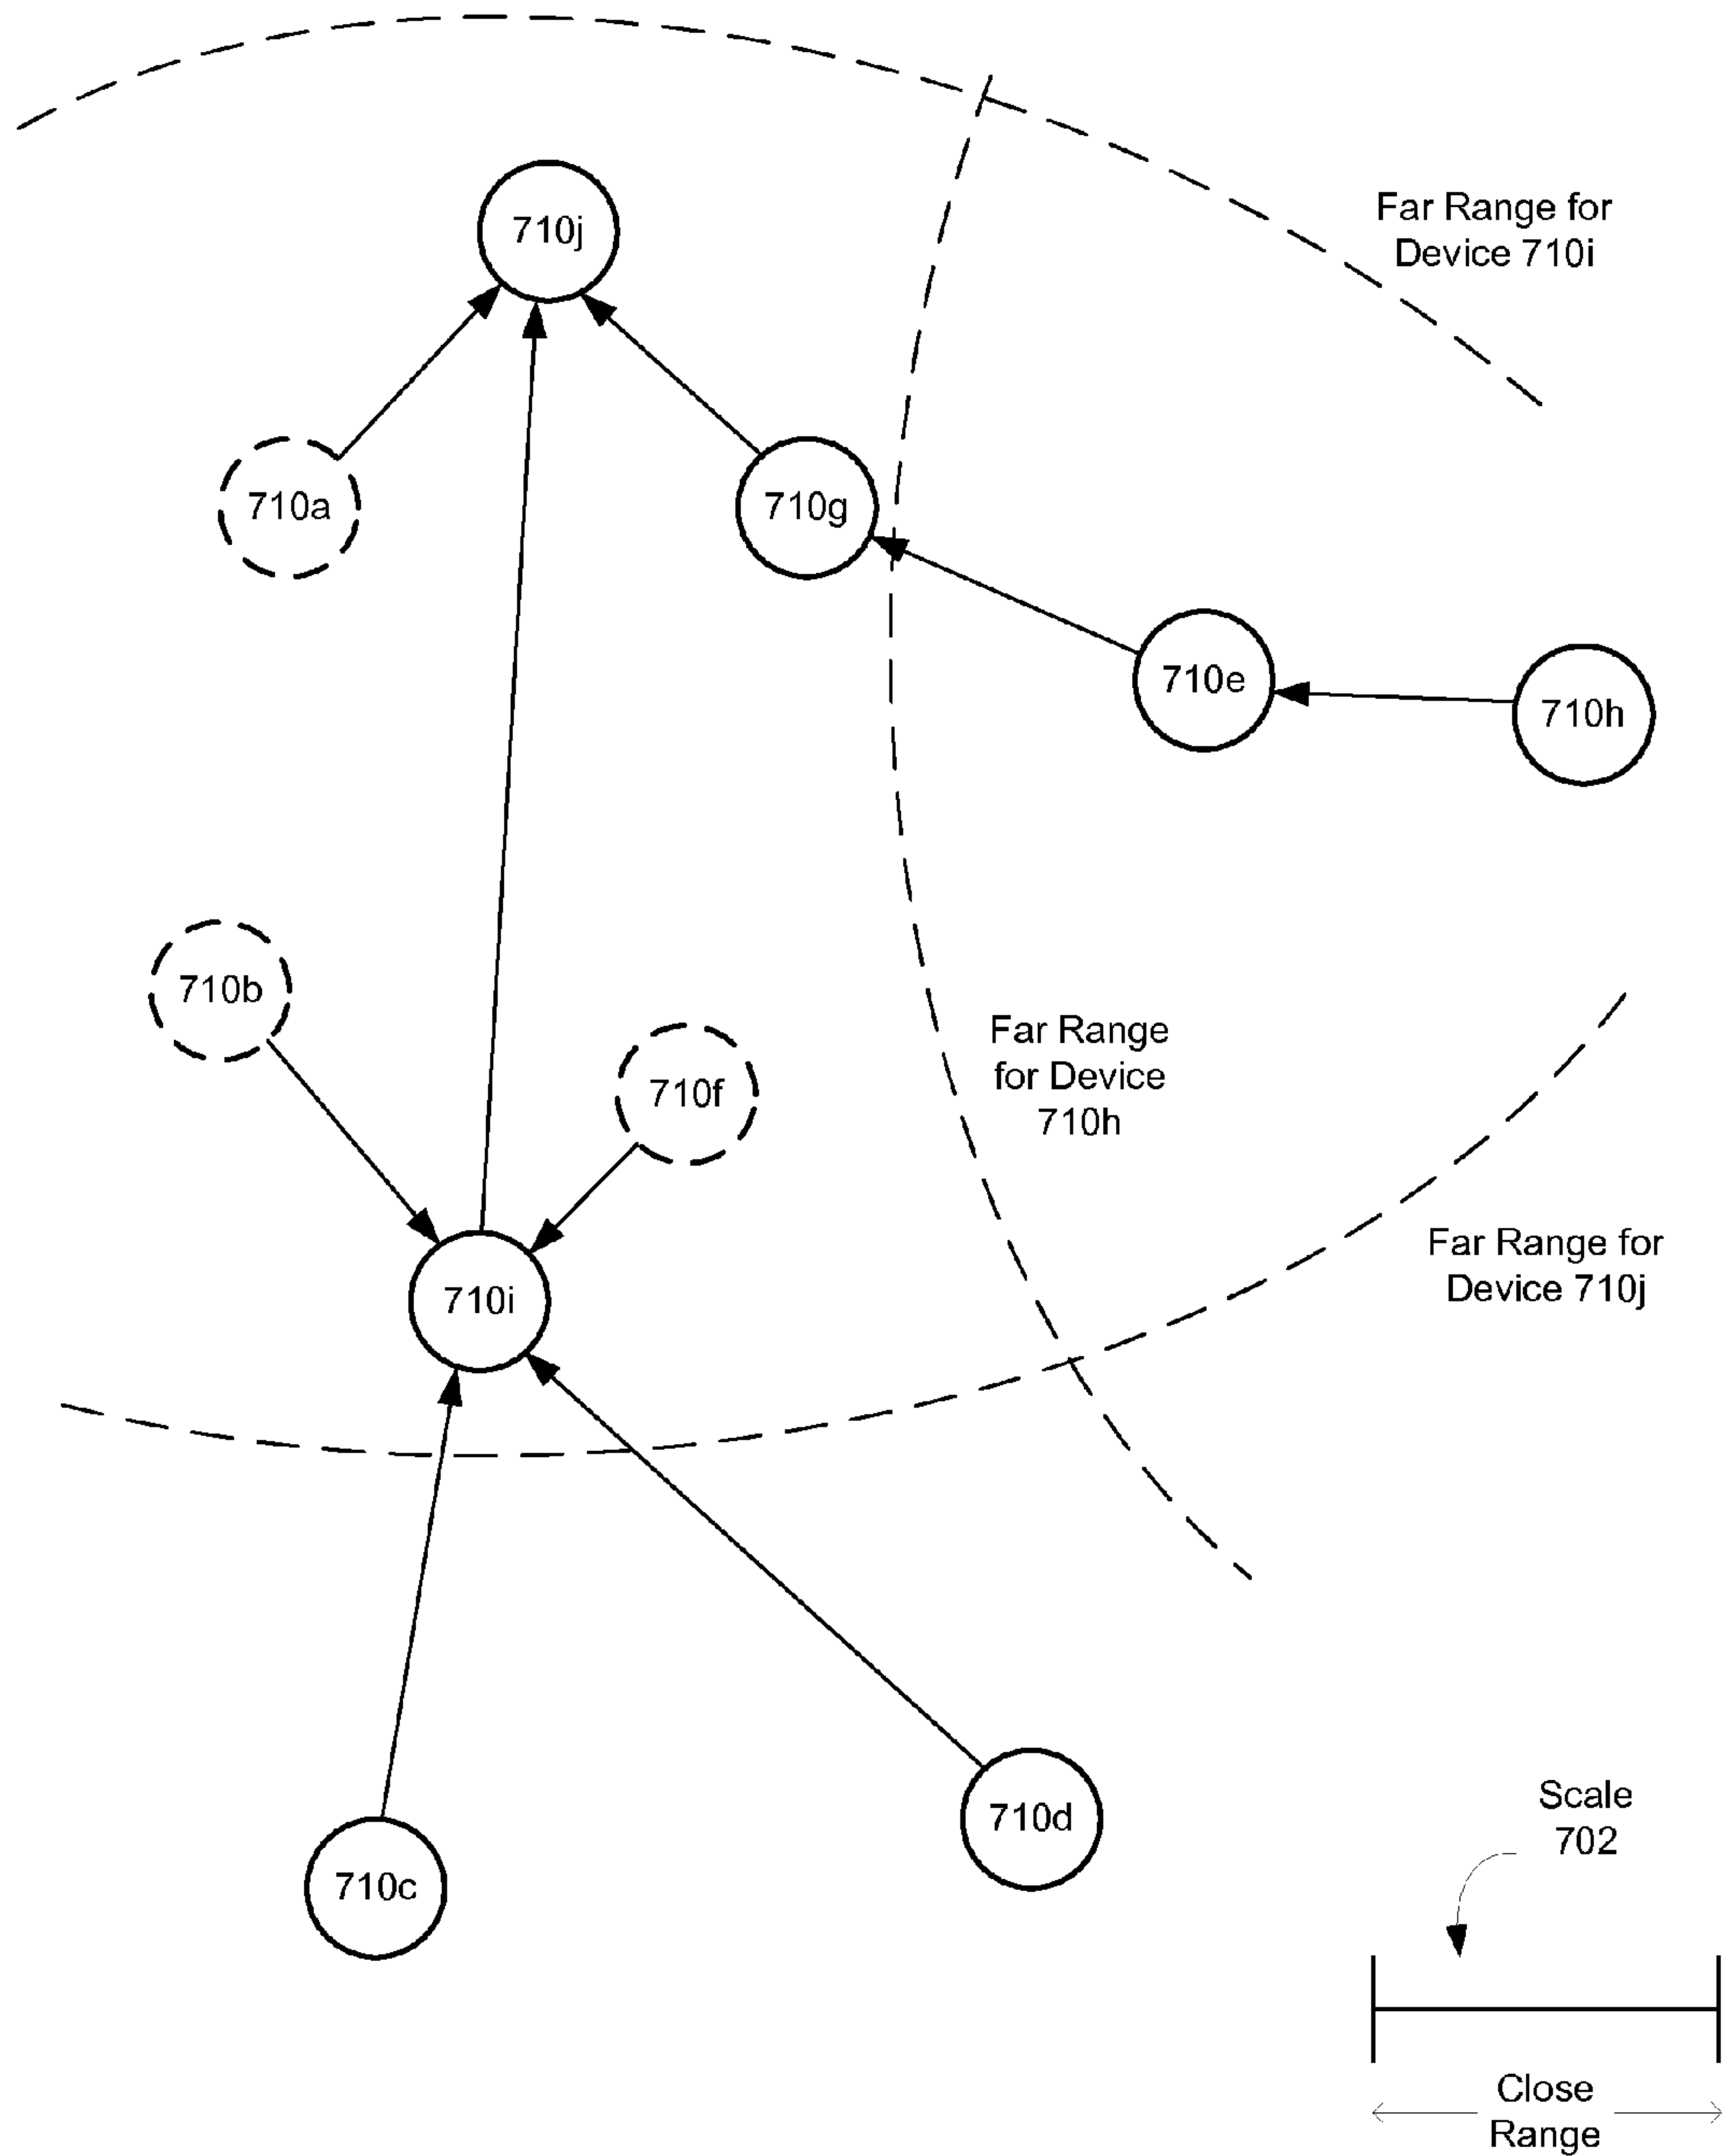 Far Range for
Device 710i
710j
710a
710g
710e
710h
710b
710f
Far Range
for Device
710h
710i
Far Range for
Device 710j
710c
710d
Scale
702
Close
Range